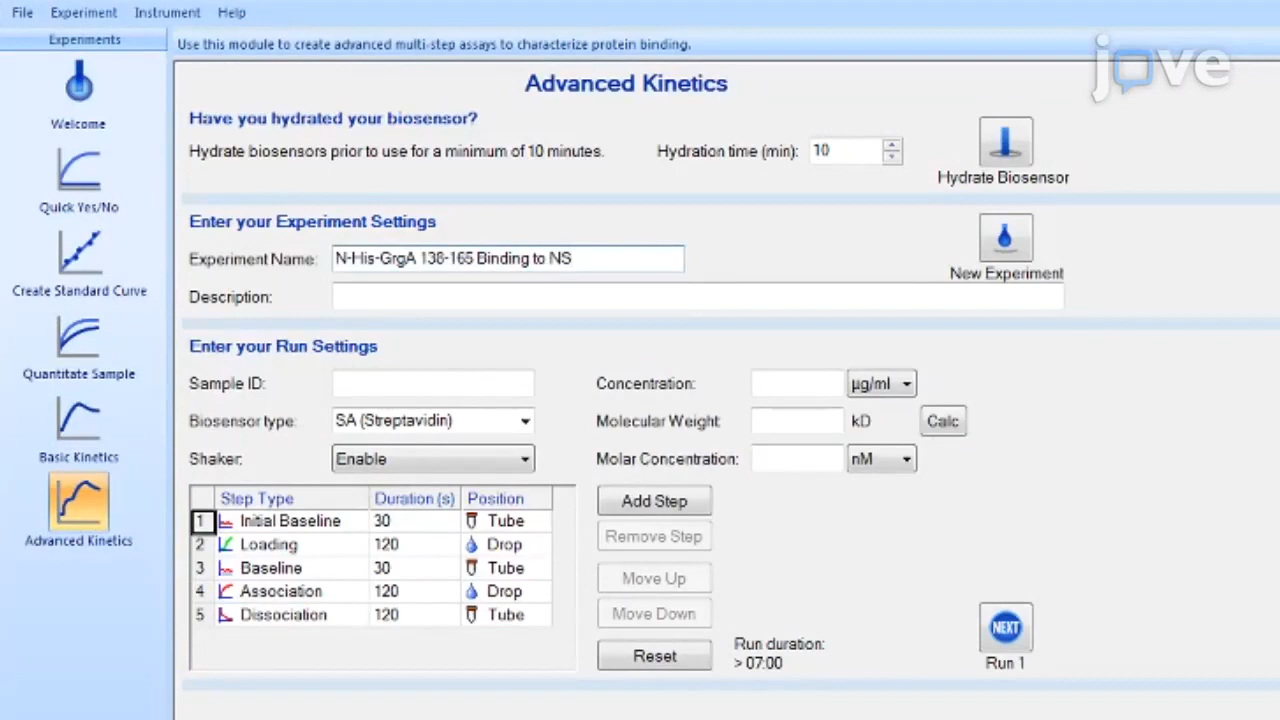 File Experiment Instrument Help
Experiments
Use this module to create advanced multi-step assays to characterize protein binding.
jove
Welcome
Quick Yes/No
Create Standard Curve
Quantitate Sample
Basic Kinetics
Advanced Kinetics
Advanced Kinetics
Have you hydrated your biosensor?
Hydrate biosensors prior to use for a minimum of 10 minutes. Hydration time (min): 10
Hydrate Biosensor
Enter your Experiment Settings
Experiment Name: N-His-GrgA 138-165 Binding to NS
New Experiment
Description:
Enter your Run Settings
Sample ID: Concentration: µg/ml
Biosensor type: SA (Streptavidin) Molecular Weight: kD Calc
Shaker: Enable Molar Concentration: nM
Step Type Duration (s) Position
1 Initial Baseline 30 Tube
2 Loading 120 Drop
3 Baseline 30 Tube
4 Association 120 Drop
5 Dissociation 120 Tube
Add Step
Remove Step
Move Up
Move Down
Reset
Run duration:
> 07:00
NEXT
Run 1